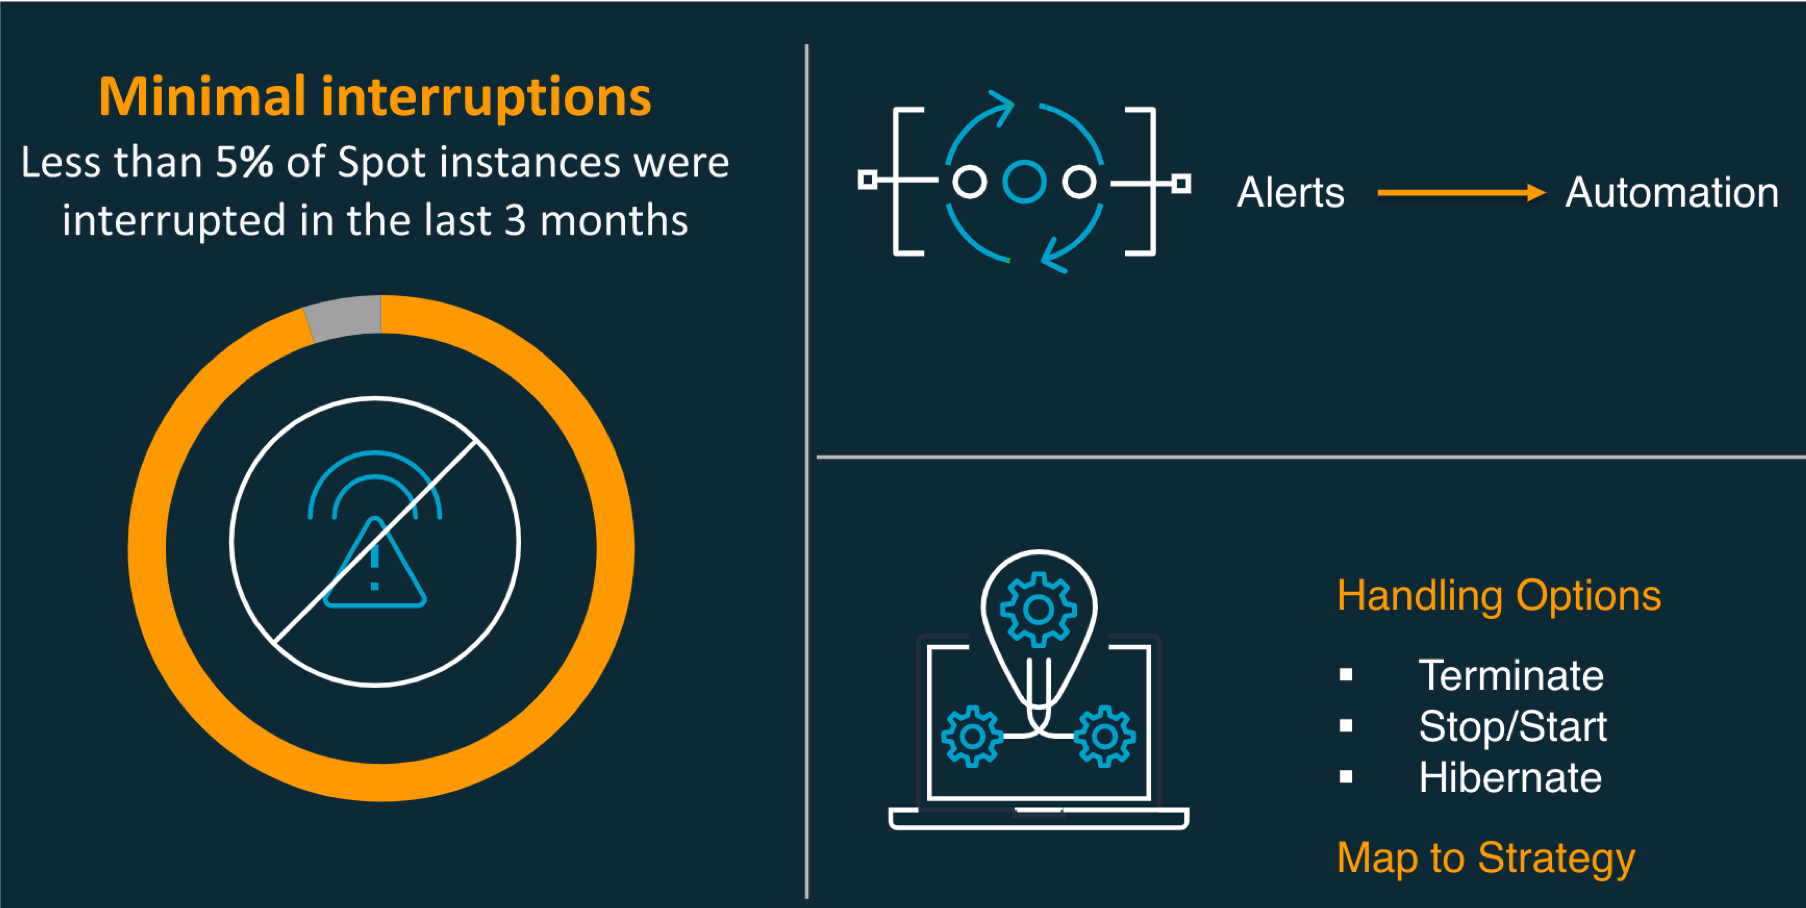 Minimal interruptions
Less than 5% of Spot instances were
interrupted in the last 3 months
Alerts
Automation
Handling Options
▪ Terminate
▪ Stop/Start
▪ Hibernate
Map to Strategy